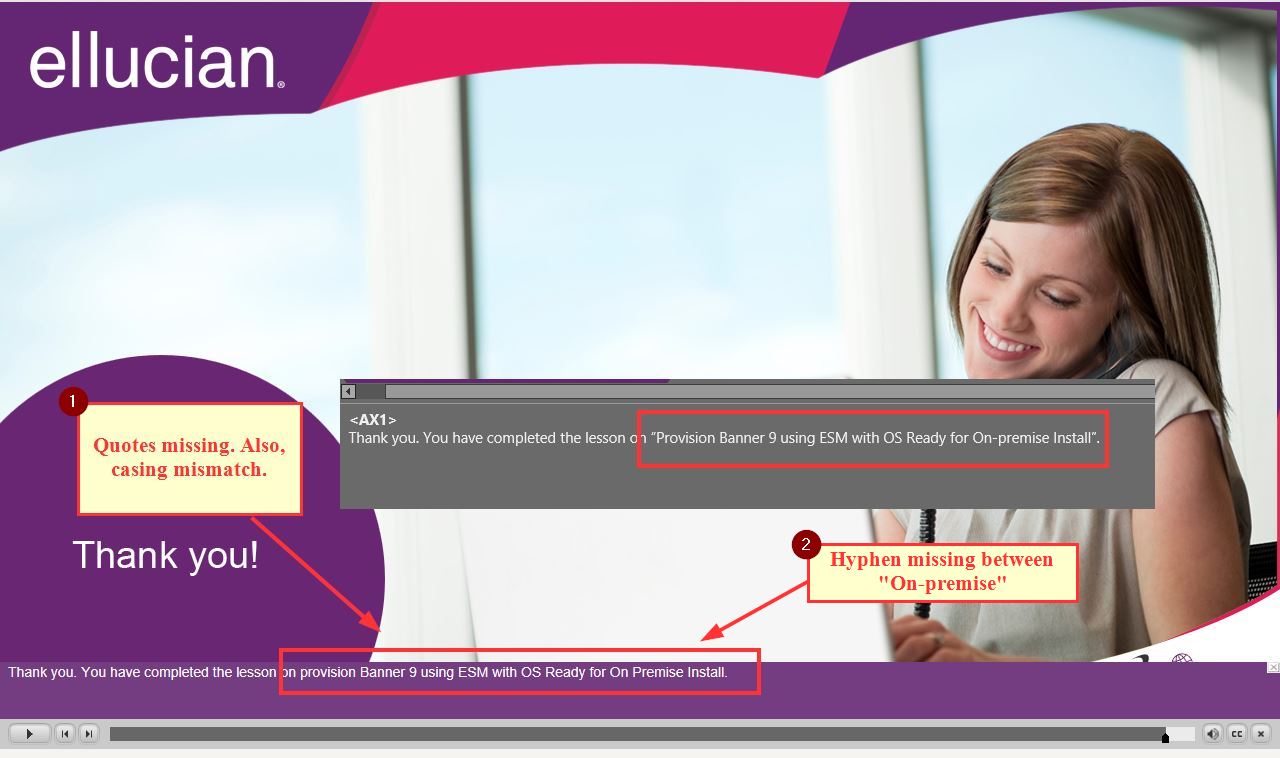 ellucian®
<AX1>
Thank you. You have completed the lesson on “Provision Banner 9 using ESM with OS Ready for On-premise Install”.
1
Quotes missing. Also,
casing mismatch.
Thank you!
2
Hyphen missing between
"On-premise"
Thank you. You have completed the lesson on provision Banner 9 using ESM with OS Ready for On Premise Install.
CC